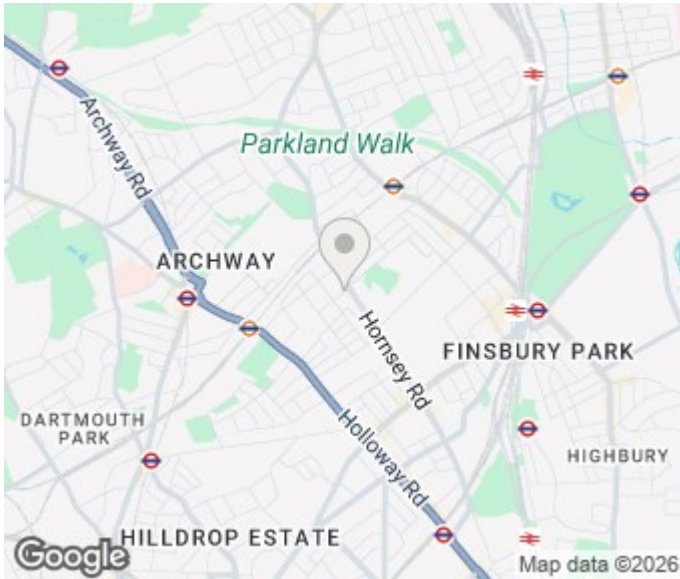 Archway Rd
Parkland Walk
ARCHWAY
Hornsey Rd
FINSBURY PARK
DARTMOUTH
PARK
Holloway Rd
HIGHBURY
HILLDROP ESTATE
Google
Map data ©2026